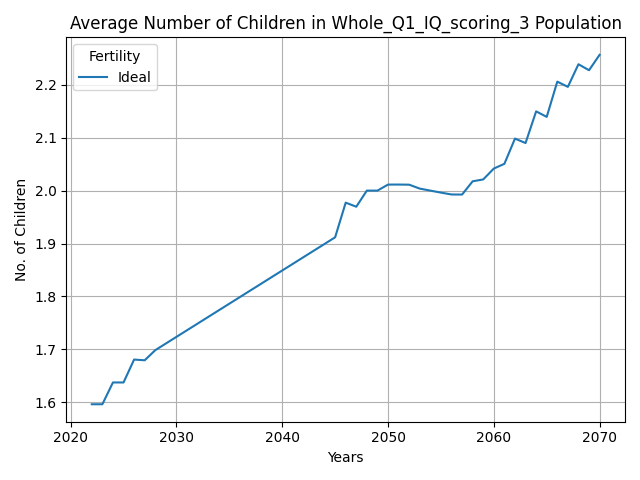 Average Number of Children in Whole_Q1_IQ_scoring_3 Population
Fertility
Ideal
No. of Children
2.2
2.1
2.0
1.9
1.8
1.7
1.6
2020 2030 2040 2050 2060 2070
Years